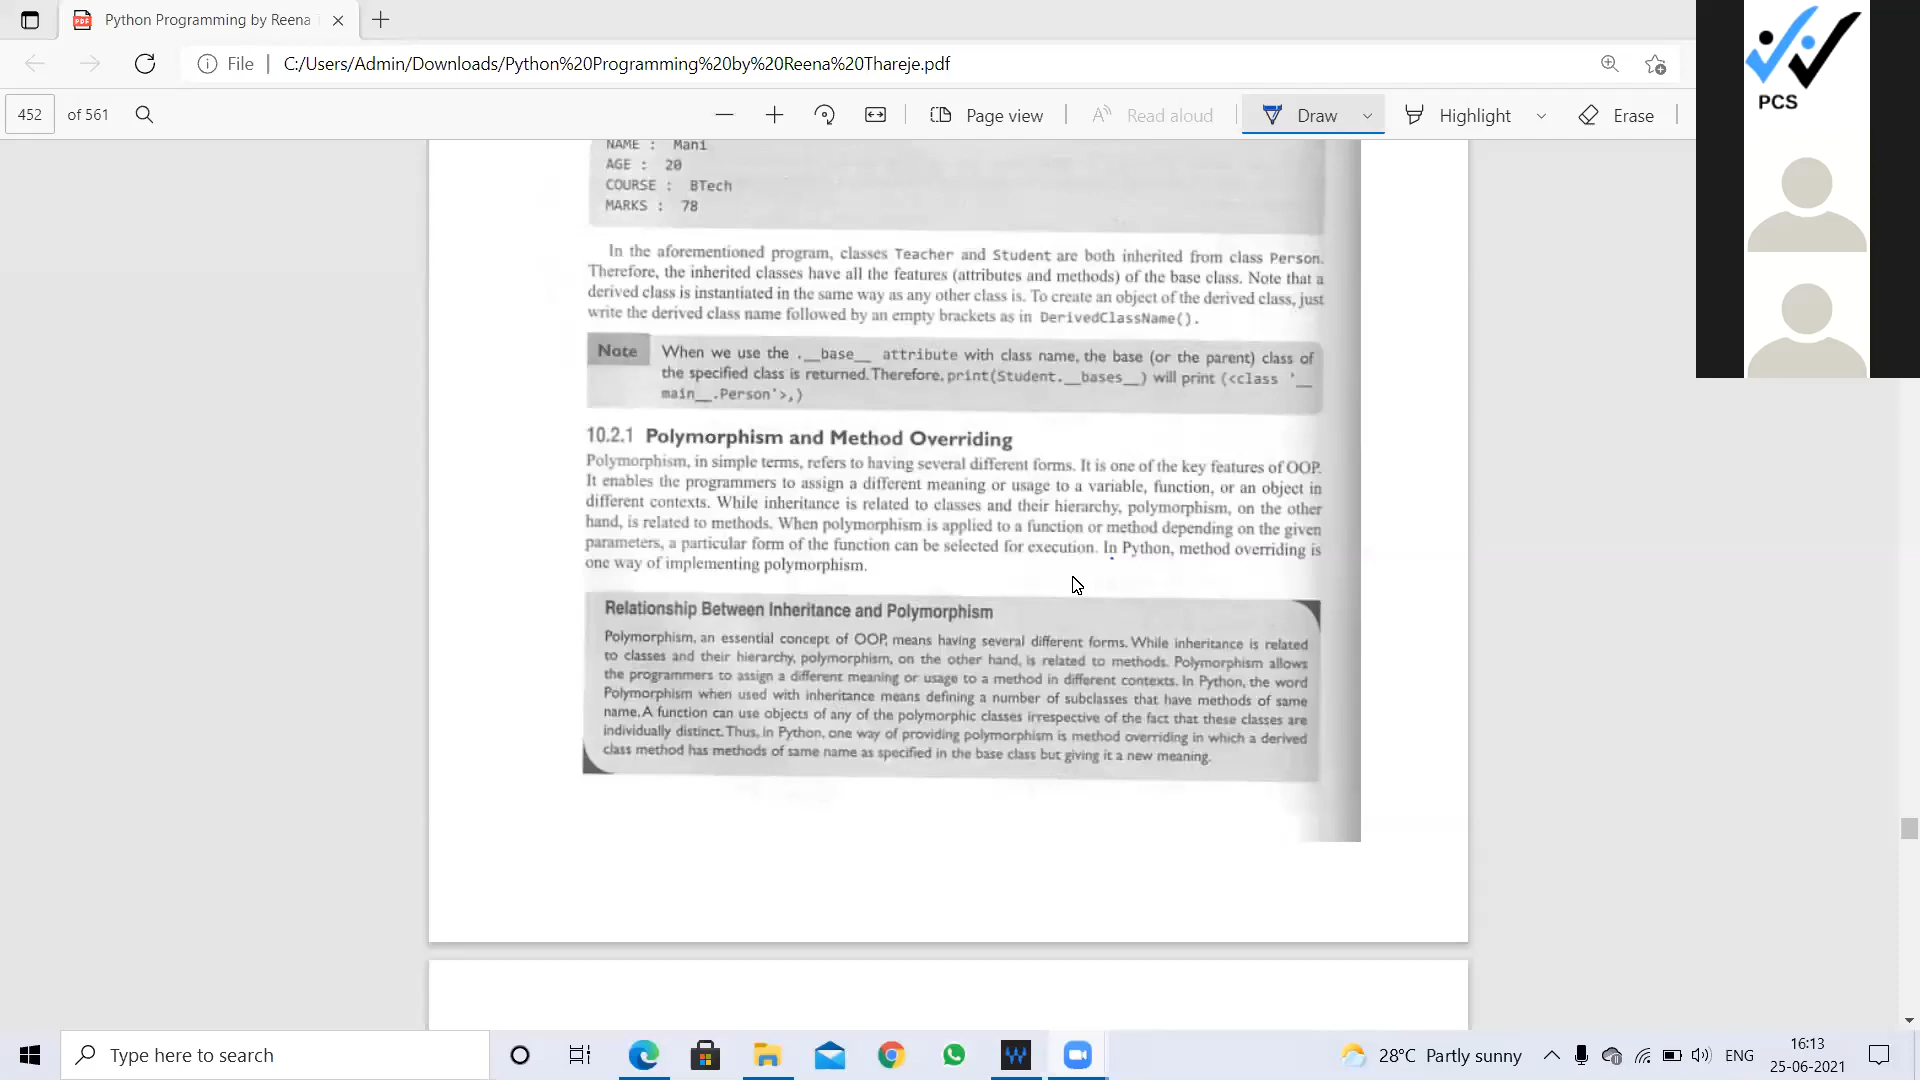 Python Programming by Reena
File
C:/Users/Admin/Downloads/Python%20Programming%20by%20Reena%20Thareje.pdf
452
of 561
Page view
Read aloud
Draw
Highlight
Erase
PCS
NAME : Mani
AGE : 20
COURSE : BTech
MARKS : 78
In the aforementioned program, classes Teacher and Student are both inherited from class Person.
Therefore, the inherited classes have all the features (attributes and methods) of the base class. Note that a
derived class is instantiated in the same way as any other class is. To create an object of the derived class, just
write the derived class name followed by an empty brackets as in DerivedClassName().
Note
When we use the .__base__ attribute with class name, the base (or the parent) class of
the specified class is returned. Therefore, print(Student.__bases__) will print (<class '__
main__.Person'>,)
10.2.1 Polymorphism and Method Overriding
Polymorphism, in simple terms, refers to having several different forms. It is one of the key features of OOP.
It enables the programmers to assign a different meaning or usage to a variable, function, or an object in
different contexts. While inheritance is related to classes and their hierarchy, polymorphism, on the other
hand, is related to methods. When polymorphism is applied to a function or method depending on the given
parameters, a particular form of the function can be selected for execution. In Python, method overriding is
one way of implementing polymorphism.
Relationship Between Inheritance and Polymorphism
Polymorphism, an essential concept of OOP, means having several different forms. While inheritance is related
to classes and their hierarchy, polymorphism, on the other hand, is related to methods. Polymorphism allows
the programmers to assign a different meaning or usage to a method in different contexts. In Python, the word
Polymorphism when used with inheritance means defining a number of subclasses that have methods of same
name. A function can use objects of any of the polymorphic classes irrespective of the fact that these classes are
individually distinct. Thus, in Python, one way of providing polymorphism is method overriding in which a derived
class method has methods of same name as specified in the base class but giving it a new meaning.
Type here to search
28°C Partly sunny
ENG
16:13
25-06-2021